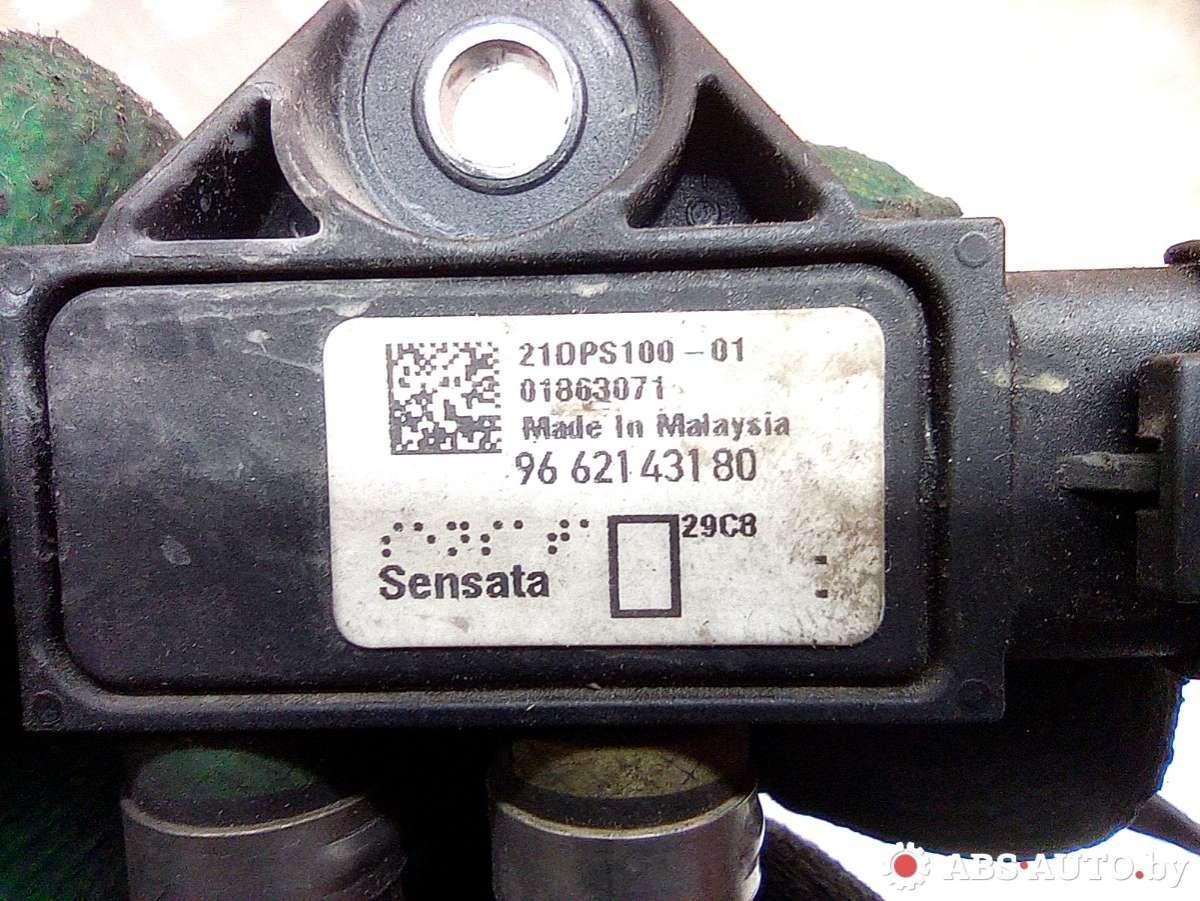 21DPS100-01
01863071
Made In Malaysia
96 621 431 80
29C8
Sensata
ABS-AUTO.by